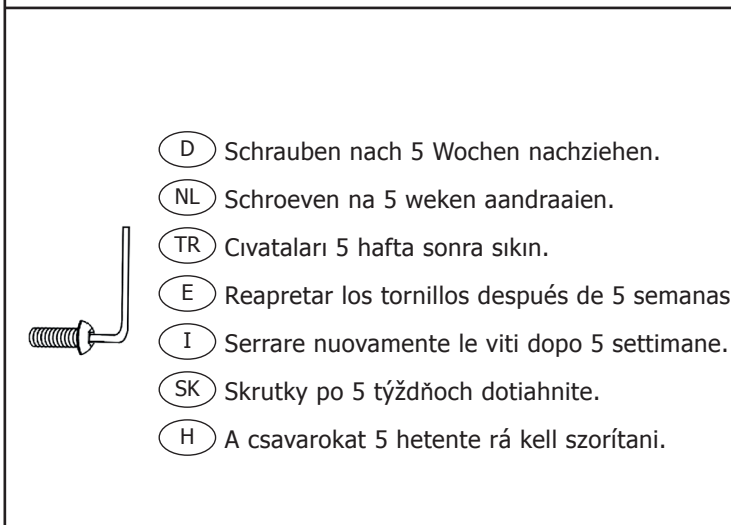 D Schrauben nach 5 Wochen nachziehen.
NL Schroeven na 5 weken aandraaien.
TR Cıvataları 5 hafta sonra sıkın.
E Reapretar los tornillos después de 5 semanas
I Serrare nuovamente le viti dopo 5 settimane.
SK Skrutky po 5 týždňoch dotiahnite.
H A csavarokat 5 hetente rá kell szorítani.